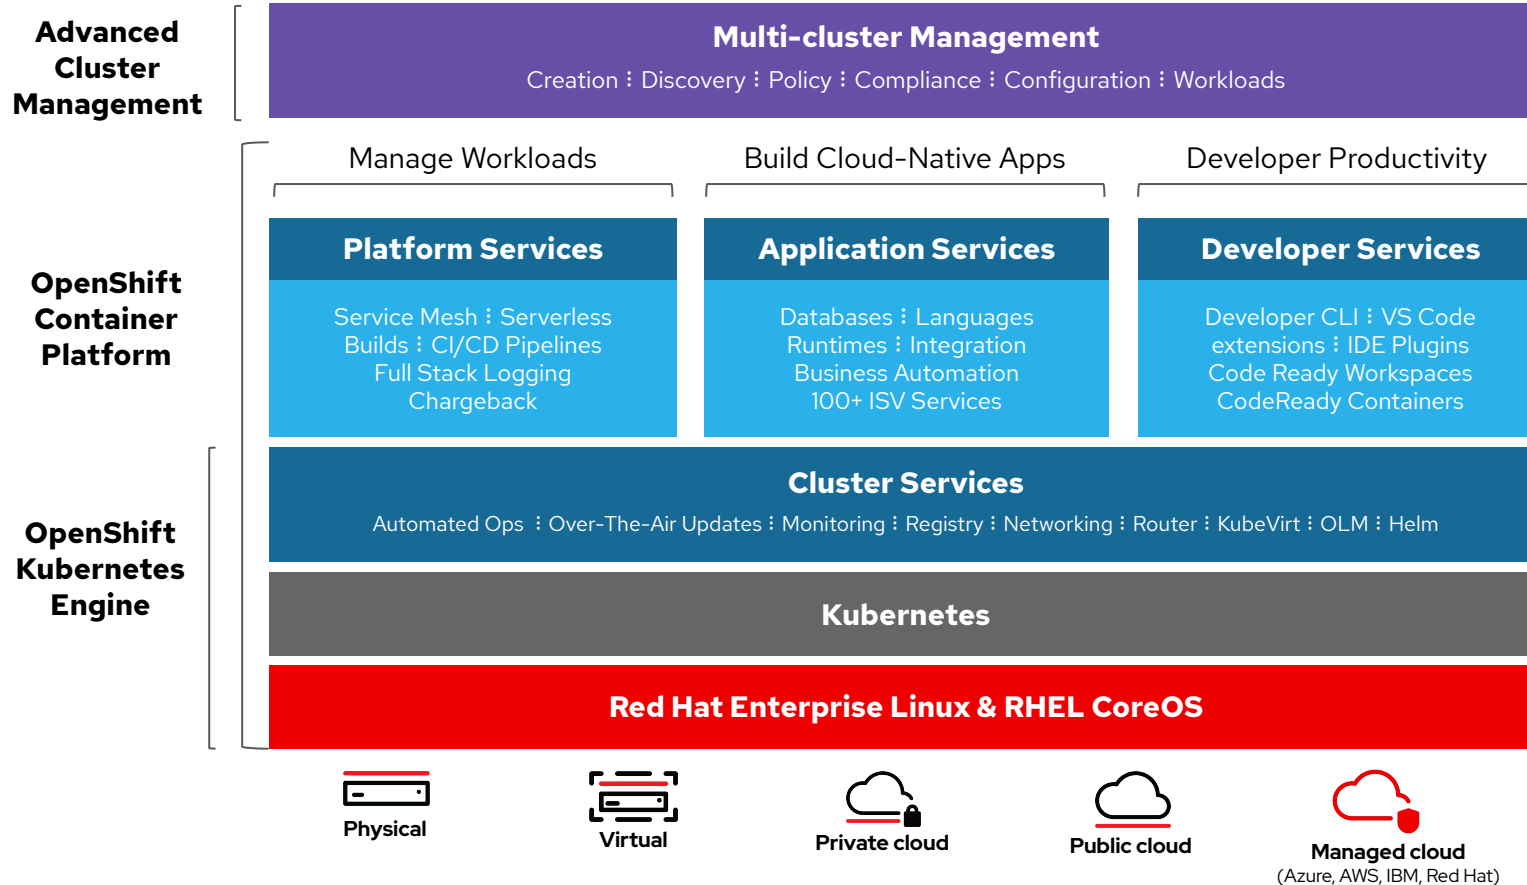 Advanced
Cluster
Management
Multi-cluster Management
Creation ⋮ Discovery ⋮ Policy ⋮ Compliance ⋮ Configuration ⋮ Workloads
Manage Workloads
Build Cloud-Native Apps
Developer Productivity
OpenShift
Container
Platform
Platform Services
Service Mesh ⋮ Serverless
Builds ⋮ CI/CD Pipelines
Full Stack Logging
Chargeback
Application Services
Databases ⋮ Languages
Runtimes ⋮ Integration
Business Automation
100+ ISV Services
Developer Services
Developer CLI ⋮ VS Code
extensions ⋮ IDE Plugins
Code Ready Workspaces
CodeReady Containers
OpenShift
Kubernetes
Engine
Cluster Services
Automated Ops ⋮ Over-The-Air Updates ⋮ Monitoring ⋮ Registry ⋮ Networking ⋮ Router ⋮ KubeVirt ⋮ OLM ⋮ Helm
Kubernetes
Red Hat Enterprise Linux & RHEL CoreOS
Physical
Virtual
Private cloud
Public cloud
Managed cloud
(Azure, AWS, IBM, Red Hat)